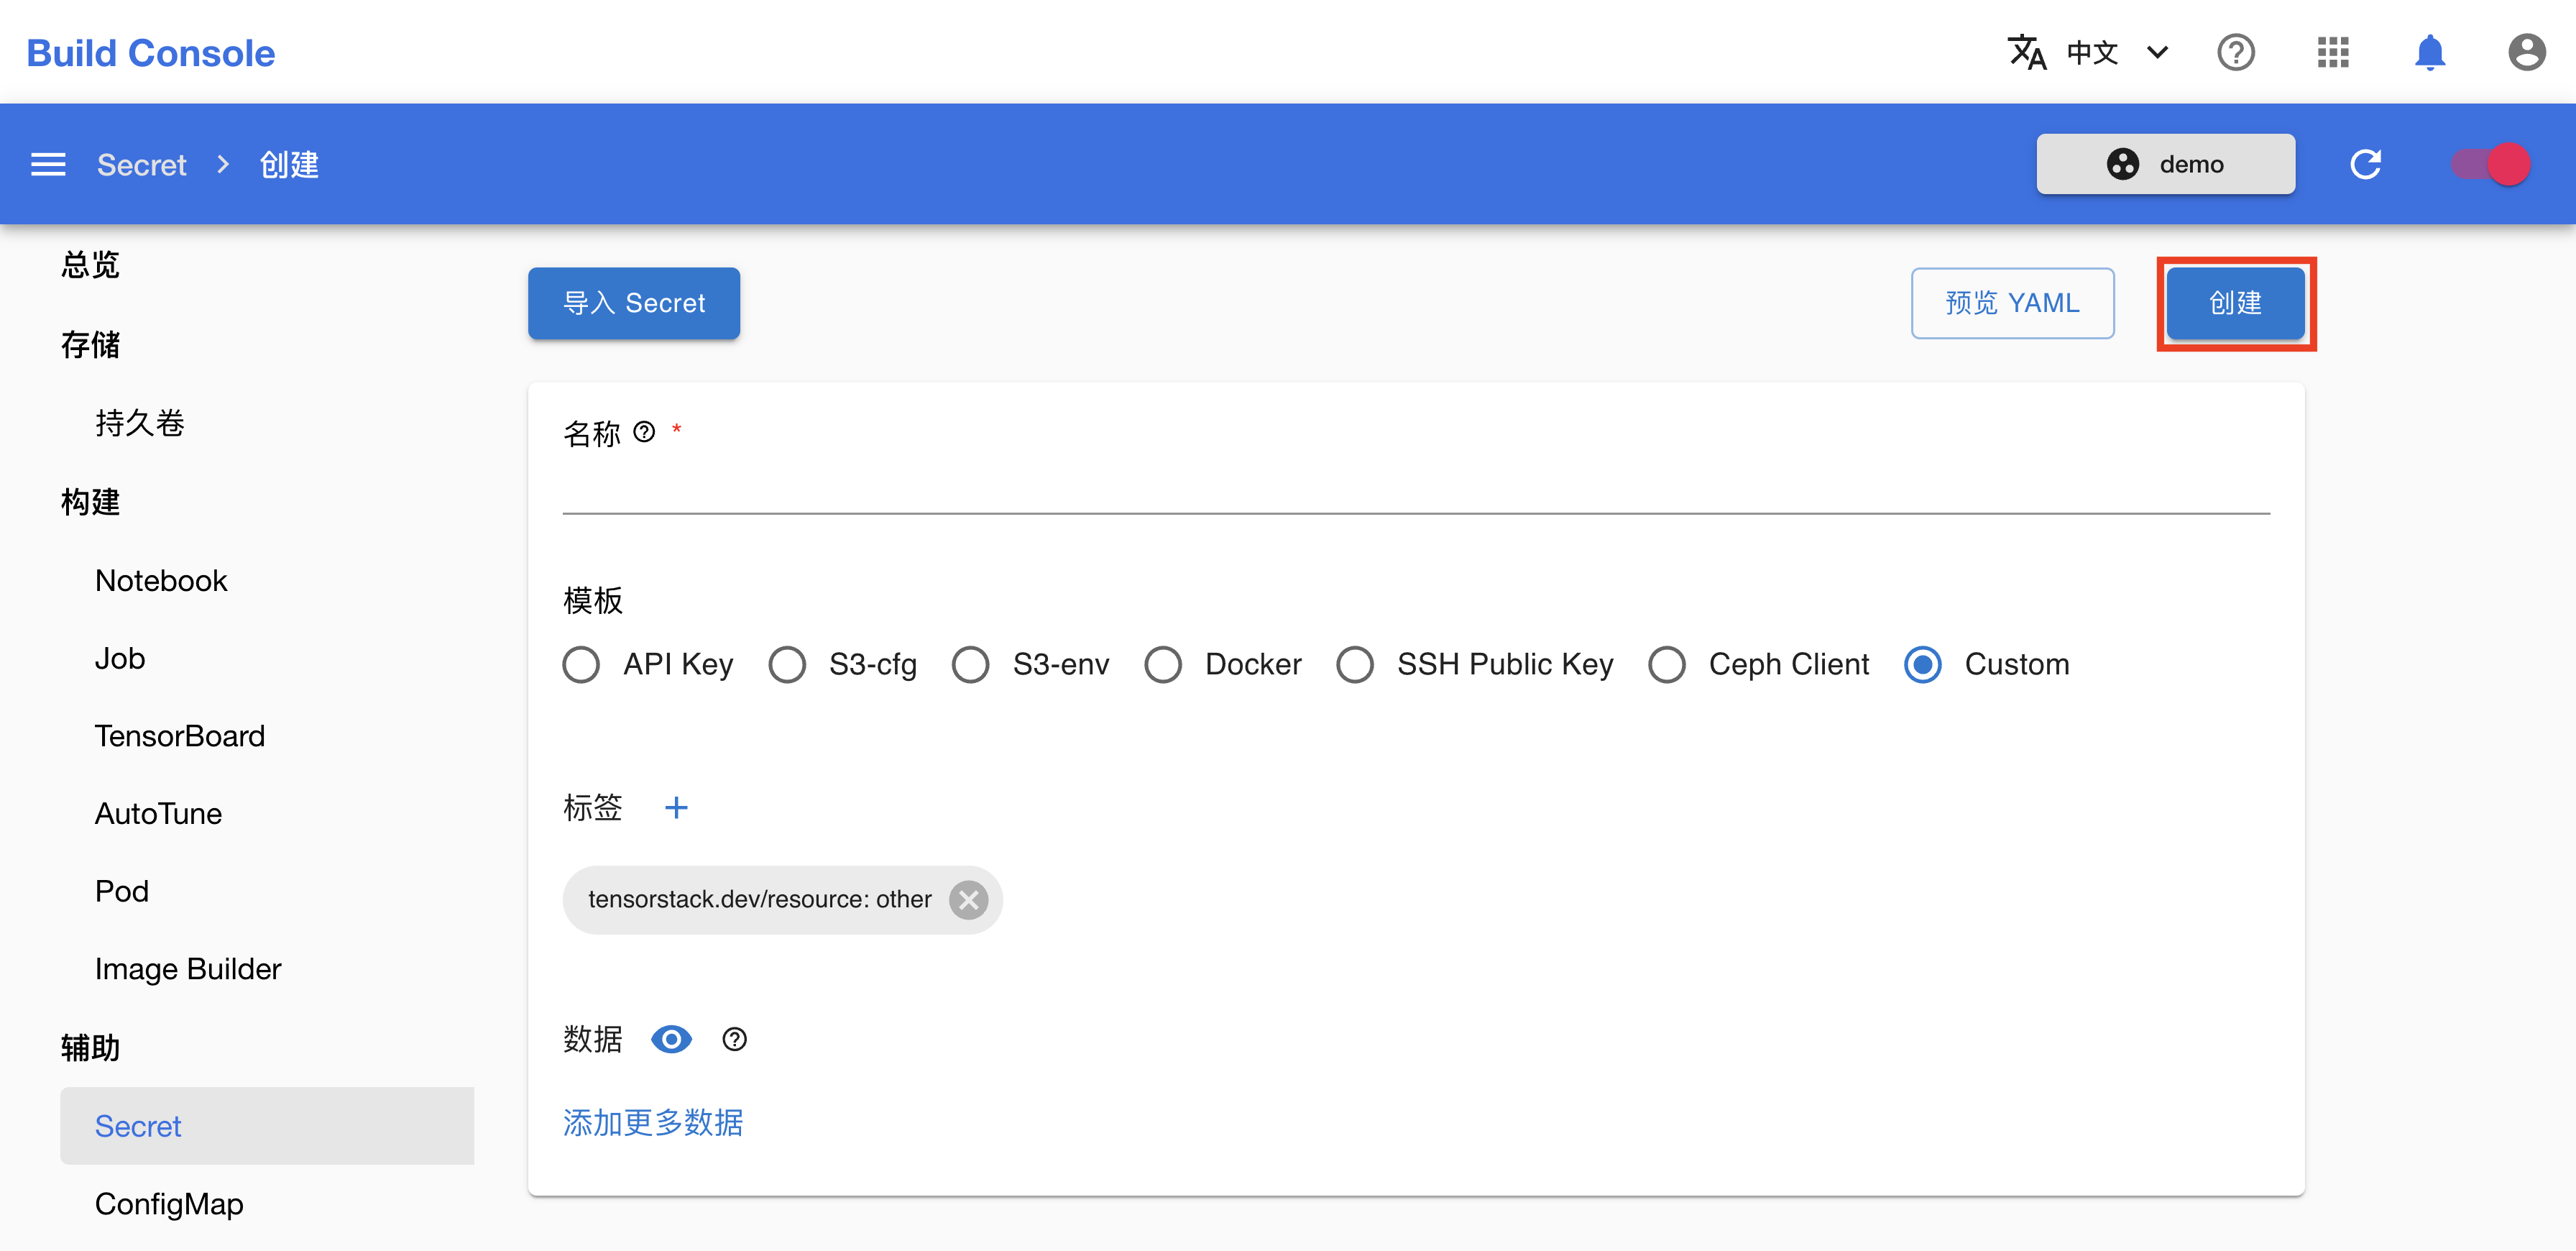 Build Console
中文
Secret > 创建
demo
总览
存储
持久卷
构建
Notebook
Job
TensorBoard
AutoTune
Pod
Image Builder
辅助
Secret
ConfigMap
导入 Secret
预览 YAML
创建
名称 *
模板
API Key S3-cfg S3-env Docker SSH Public Key Ceph Client Custom
标签 +
tensorstack.dev/resource: other
数据
添加更多数据